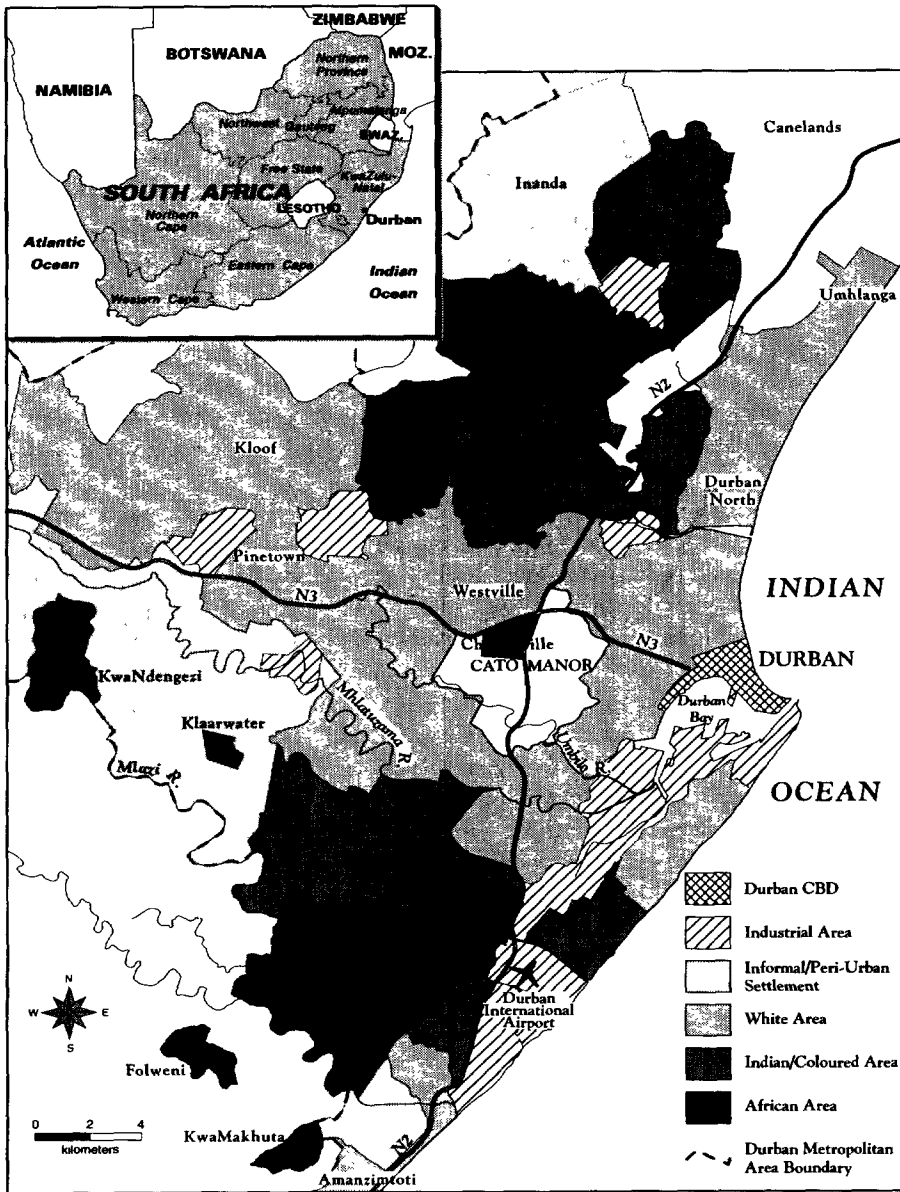 ZIMBABWE
BOTSWANA
MOZ.
NAMIBIA
Northern
Province
Mpumalanga
Northwest
Gauteng
SWAZ.
Free State
KwaZulu-
Natal
SOUTH AFRICA
LESOTHO
Durban
Northern
Cape
Atlantic
Ocean
Eastern Cape
Indian
Ocean
Western Cape
Canelands
Inanda
Umhlanga
N2
Kloof
Durban
North
Pinetown
N3
Westville
INDIAN
N3
CATO MANOR
DURBAN
KwaNdengezi
Durban
Bay
Klaarwater
Mhlatuzana R.
Umbilo R.
Mlazi R.
OCEAN
Durban CBD
Industrial Area
Informal/Peri-Urban
Settlement
White Area
Indian/Coloured Area
African Area
Durban Metropolitan
Area Boundary
N
W E
S
Durban
International
Airport
Folweni
0 2 4
kilometers
KwaMakhuta
N2
Amanzimtoti